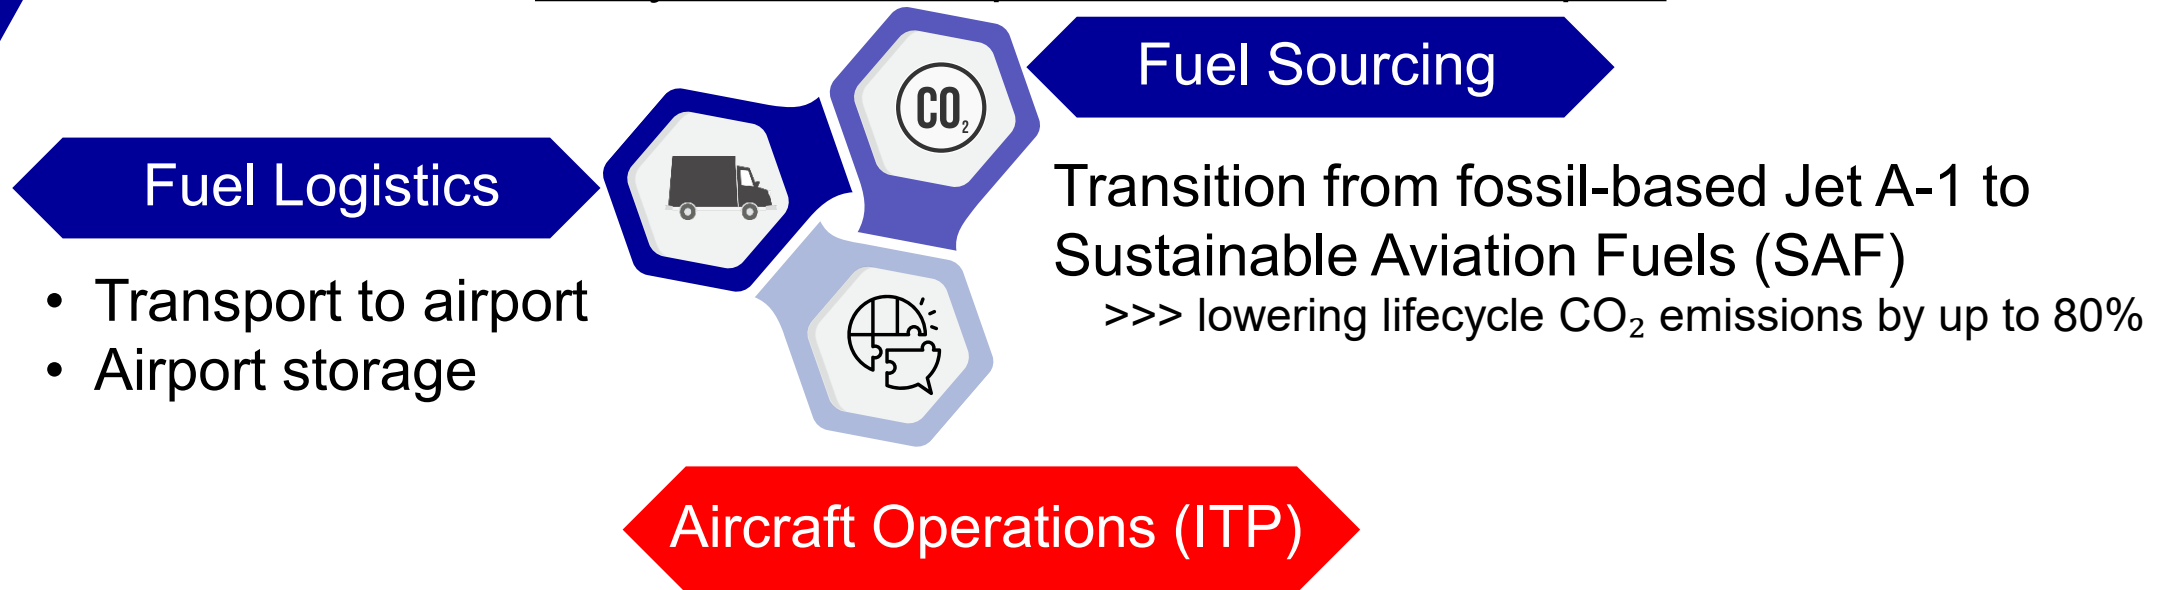 Fuel Sourcing
CO2
Fuel Logistics
Transition from fossil-based Jet A-1 to
Sustainable Aviation Fuels (SAF)
>>> lowering lifecycle CO₂ emissions by up to 80%
• Transport to airport
• Airport storage
Aircraft Operations (ITP)